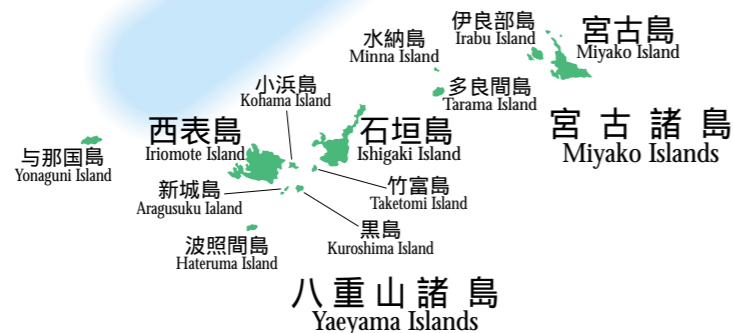 伊良部島
Irabu Island
宮古島
Miyako Island
水納島
Minna Island
小浜島
Kohama Island
多良間島
Tarama Island
宮古諸島
Miyako Islands
西表島
Iriomote Island
石垣島
Ishigaki Island
与那国島
Yonaguni Island
新城島
Aragusuku Ialand
竹富島
Taketomi Island
黒島
Kuroshima Island
波照間島
Hateruma Island
八重山諸島
Yaeyama Islands